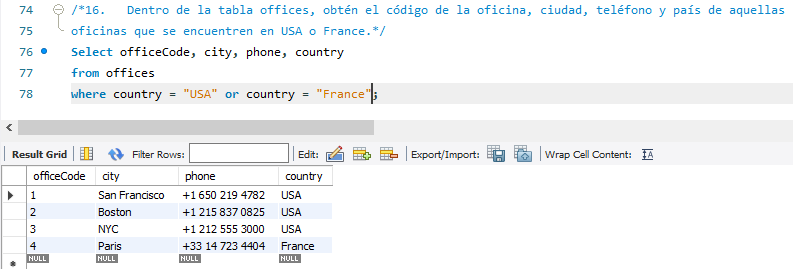 74 /*16. Dentro de la tabla offices, obtén el código de la oficina, ciudad, teléfono y país de aquellas
75 oficinas que se encuentren en USA o France.*/
76 Select officeCode, city, phone, country
77 from offices
78 where country = "USA" or country = "France";
Result Grid Filter Rows: Edit: Export/Import: Wrap Cell Content: IA
officeCode city phone country
1 San Francisco +1 650 219 4782 USA
2 Boston +1 215 837 0825 USA
3 NYC +1 212 555 3000 USA
4 Paris +33 14 723 4404 France
NULL NULL NULL NULL